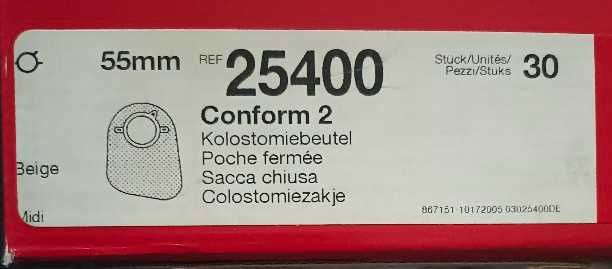 55mm REF 25400 Stück/Unités/ 30
Pezzi/Stuks
Conform 2
Kolostomiebeutel
Poche fermée
Beige
Sacca chiusa
Colostomiezakje
Midi
867151-10172005 03025400DE